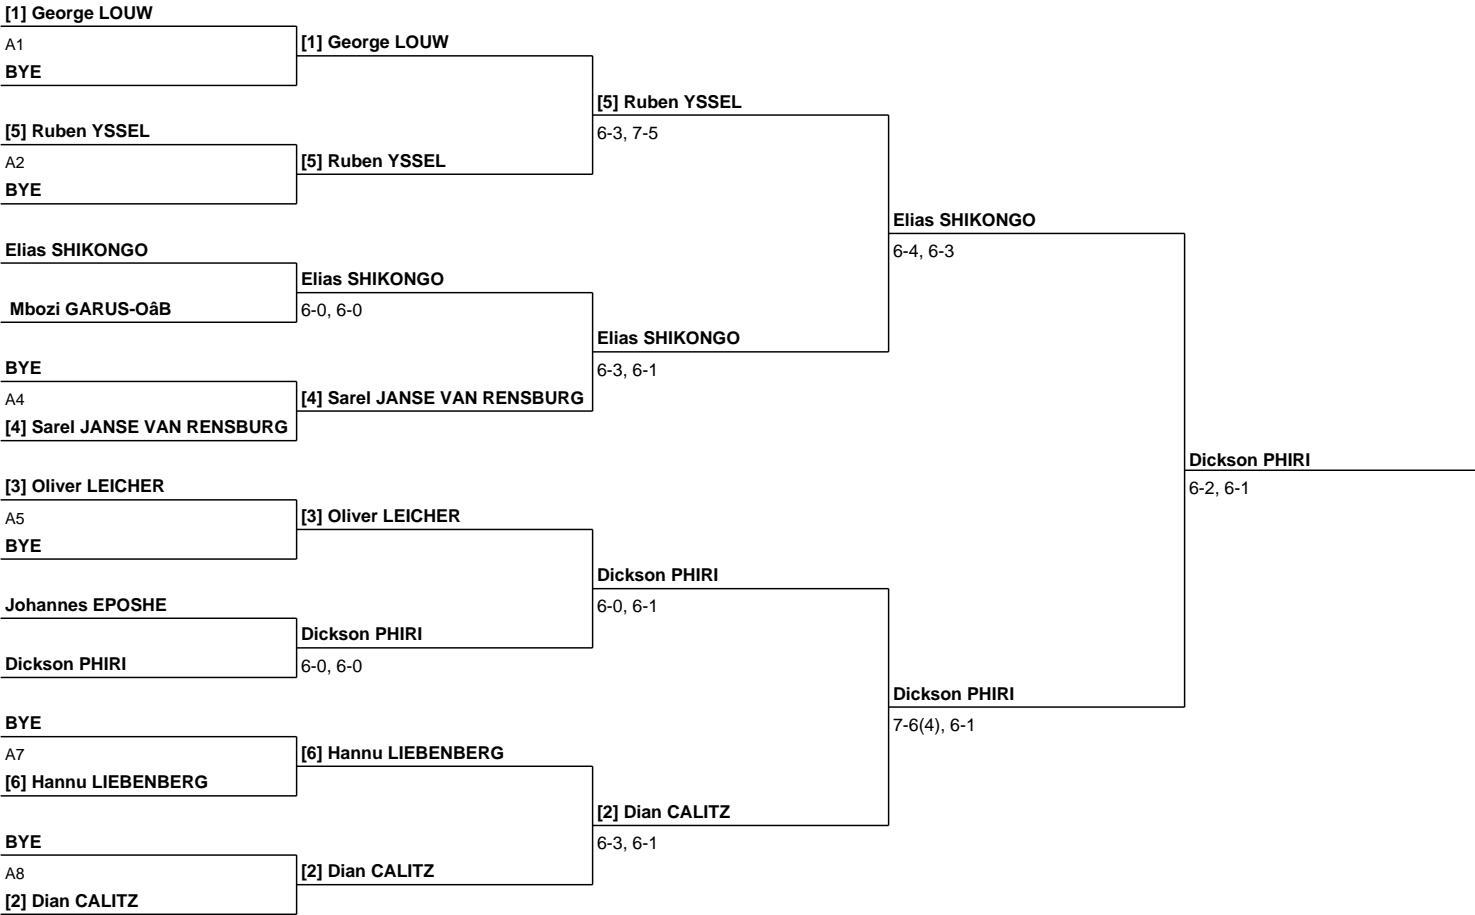 [1] George LOUW
A1
BYE
[5] Ruben YSSEL
A2
BYE
Elias SHIKONGO
Mbozi GARUS-OâB
BYE
A4
[4] Sarel JANSE VAN RENSBURG
[3] Oliver LEICHER
A5
BYE
Johannes EPOSHE
Dickson PHIRI
BYE
A7
[6] Hannu LIEBENBERG
BYE
A8
[2] Dian CALITZ
[1] George LOUW
[5] Ruben YSSEL
Elias SHIKONGO
6-0, 6-0
[4] Sarel JANSE VAN RENSBURG
[3] Oliver LEICHER
Dickson PHIRI
6-0, 6-0
[6] Hannu LIEBENBERG
[2] Dian CALITZ
[5] Ruben YSSEL
6-3, 7-5
Elias SHIKONGO
6-3, 6-1
Dickson PHIRI
6-0, 6-1
[2] Dian CALITZ
6-3, 6-1
Elias SHIKONGO
6-4, 6-3
Dickson PHIRI
7-6(4), 6-1
Dickson PHIRI
6-2, 6-1